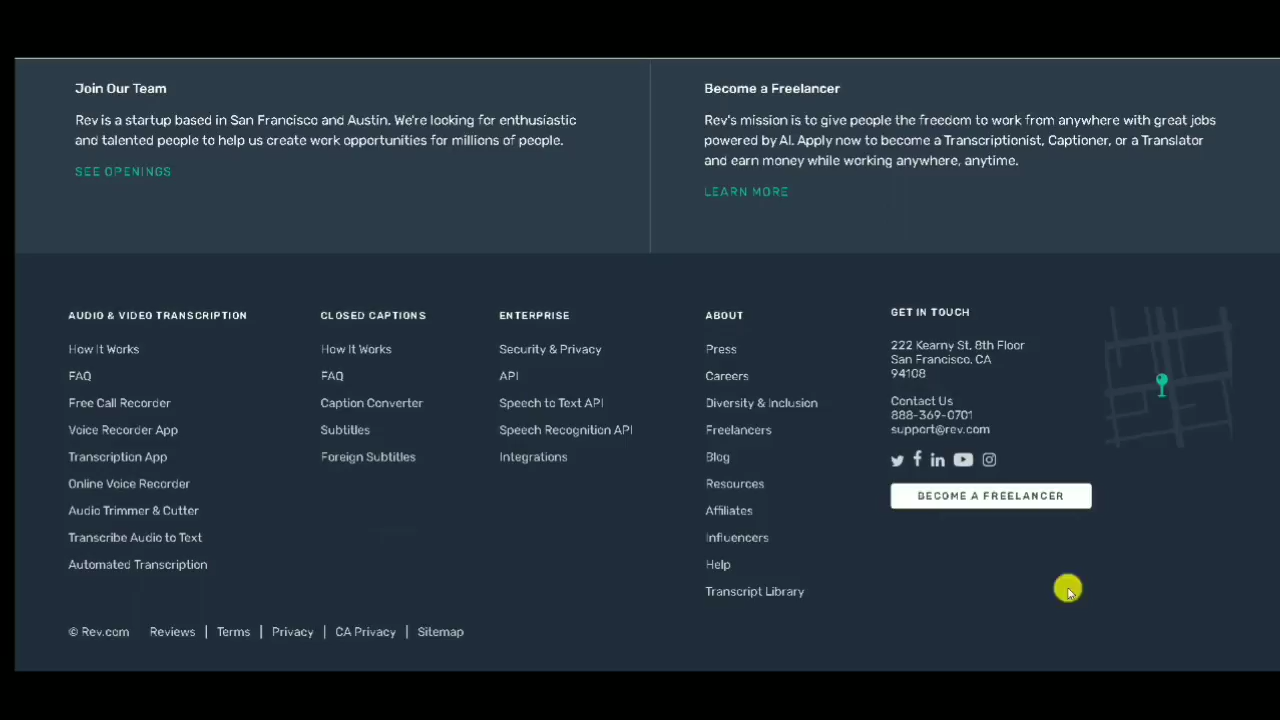 Join Our Team
Rev is a startup based in San Francisco and Austin. We're looking for enthusiastic
and talented people to help us create work opportunities for millions of people.
SEE OPENINGS
Become a Freelancer
Rev's mission is to give people the freedom to work from anywhere with great jobs
powered by AI. Apply now to become a Transcriptionist, Captioner, or a Translator
and earn money while working anywhere, anytime.
LEARN MORE
AUDIO & VIDEO TRANSCRIPTION
How It Works
FAQ
Free Call Recorder
Voice Recorder App
Transcription App
Online Voice Recorder
Audio Trimmer & Cutter
Transcribe Audio to Text
Automated Transcription
CLOSED CAPTIONS
How It Works
FAQ
Caption Converter
Subtitles
Foreign Subtitles
ENTERPRISE
Security & Privacy
API
Speech to Text API
Speech Recognition API
Integrations
ABOUT
Press
Careers
Diversity & Inclusion
Freelancers
Blog
Resources
Affiliates
Influencers
Help
Transcript Library
GET IN TOUCH
222 Kearny St, 8th Floor
San Francisco, CA
94108
Contact Us
888-369-0701
support@rev.com
BECOME A FREELANCER
© Rev.com Reviews | Terms | Privacy | CA Privacy | Sitemap